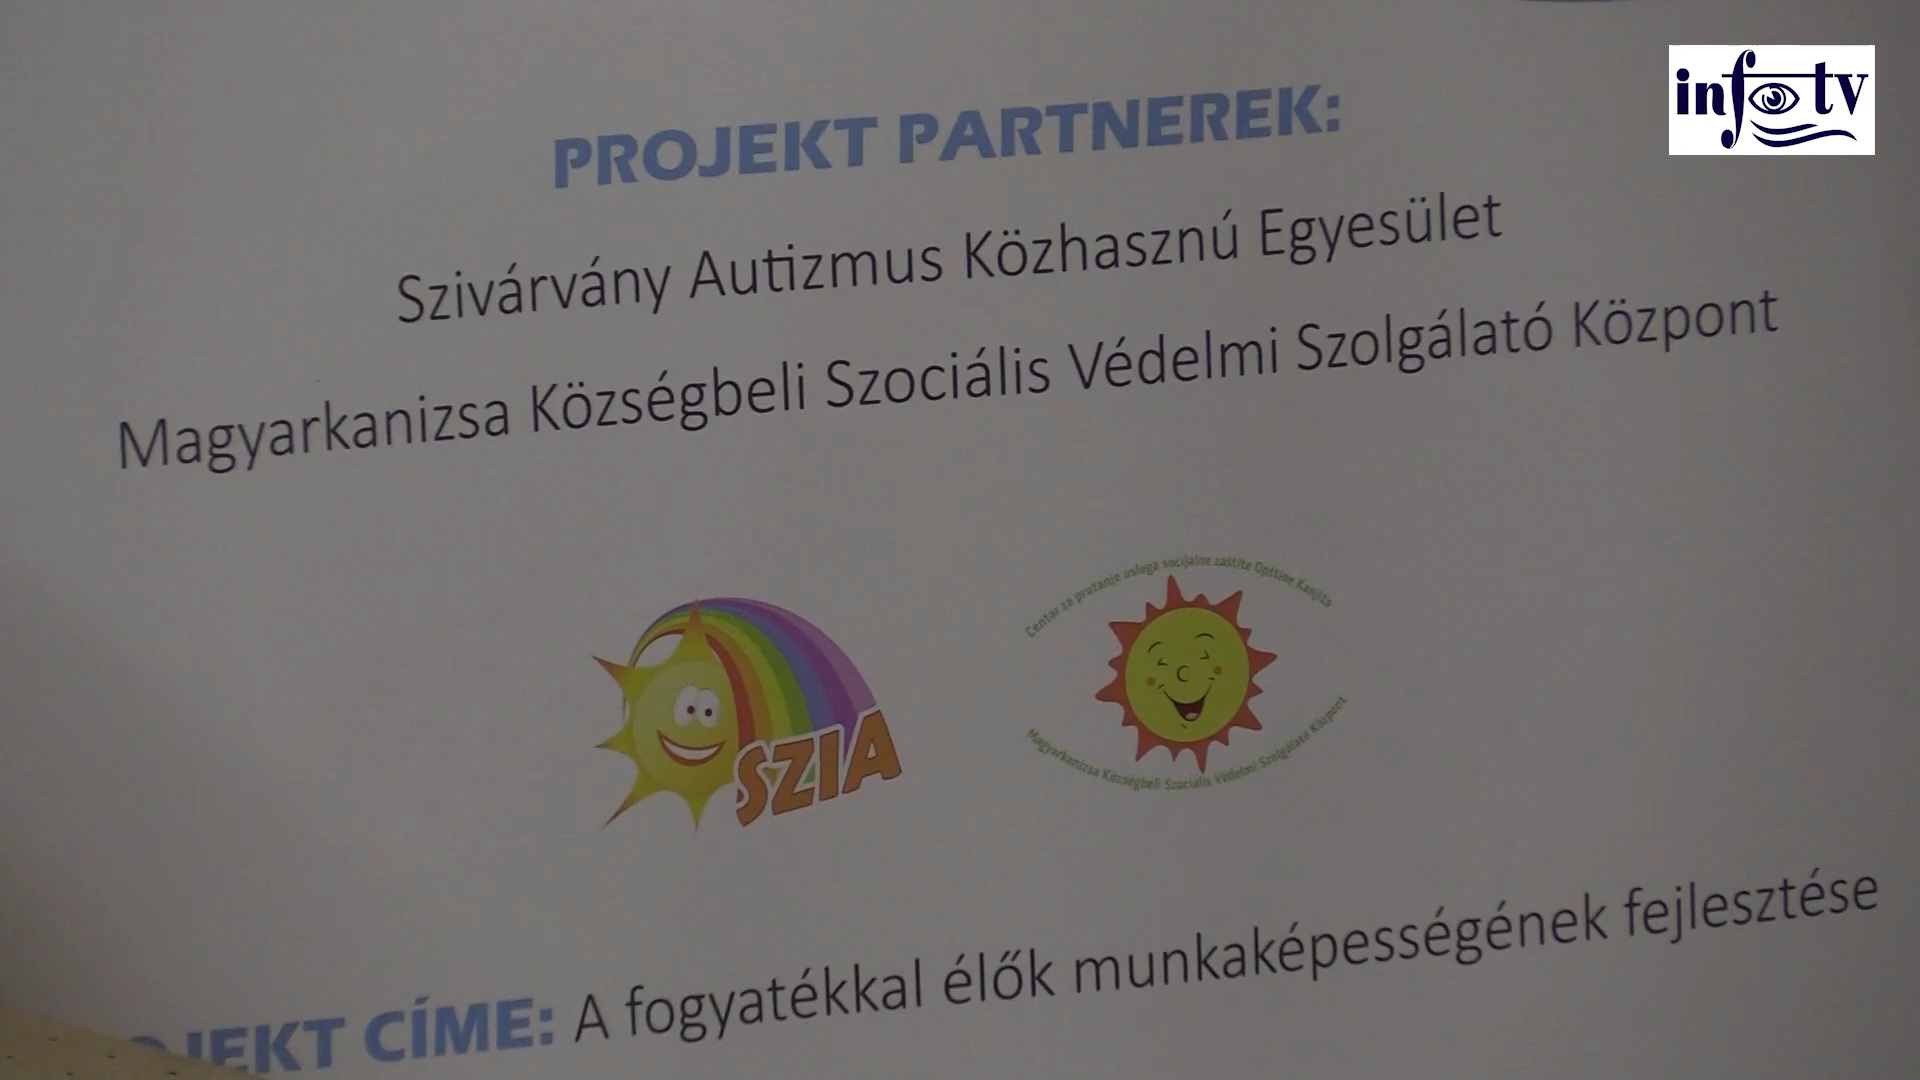 info tv
PROJEKT PARTNEREK:
Szivárvány Autizmus Közhasznú Egyesület
Magyarkanizsa Községbeli Szociális Védelmi Szolgálató Központ
Centar za pružanje usluga socijalne zaštite Opštine Kanjiža
SZIA
Magyarkanizsa Községbeli Szociális Védelmi Szolgálató Központ
OJEKT CÍME: A fogyatékkal élők munkaképességének fejlesztése